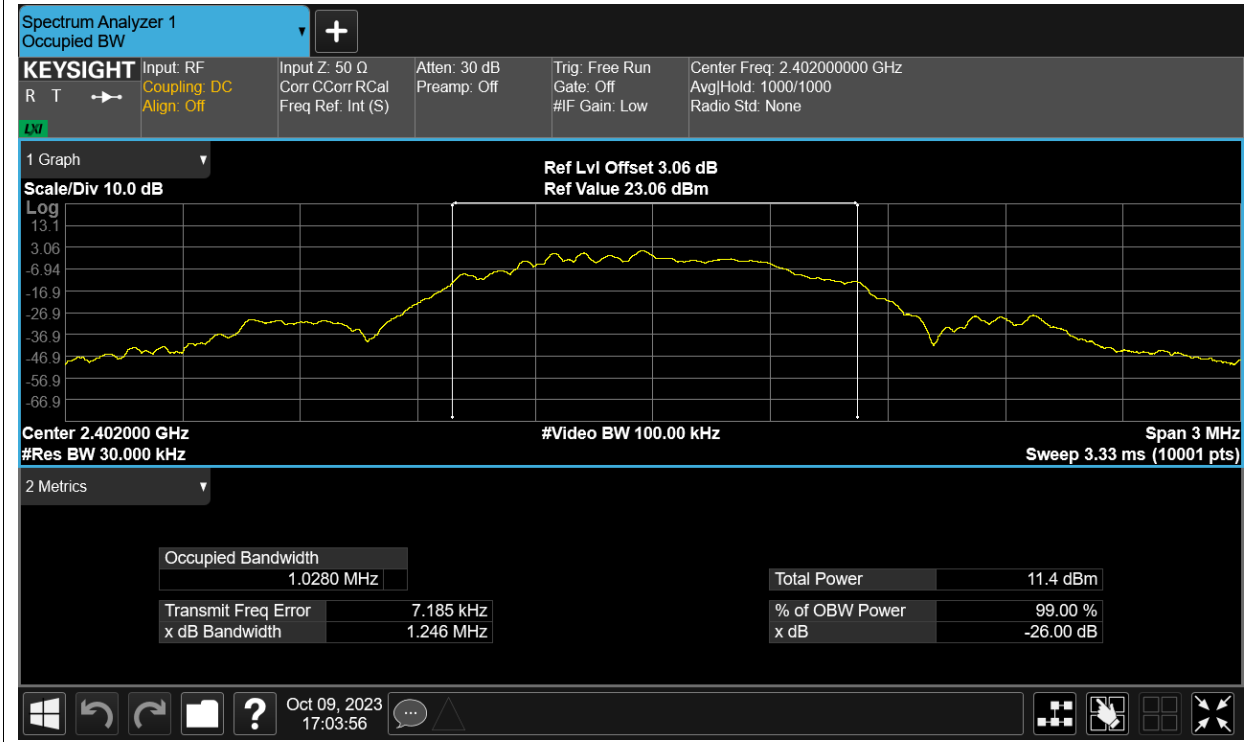 Spectrum Analyzer 1
Occupied BW
KEYSIGHT
R T
LXI
Input: RF
Coupling: DC
Align: Off
Input Z: 50 Ω
Corr CCorr RCal
Freq Ref: Int (S)
Atten: 30 dB
Preamp: Off
Trig: Free Run
Gate: Off
#IF Gain: Low
Center Freq: 2.402000000 GHz
Avg|Hold: 1000/1000
Radio Std: None
1 Graph
Scale/Div 10.0 dB
Ref Lvl Offset 3.06 dB
Ref Value 23.06 dBm
Log
13.1
3.06
-6.94
-16.9
-26.9
-36.9
-46.9
-56.9
-66.9
Center 2.402000 GHz
#Video BW 100.00 kHz
Span 3 MHz
#Res BW 30.000 kHz
Sweep 3.33 ms (10001 pts)
2 Metrics
Occupied Bandwidth
1.0280 MHz
Total Power 11.4 dBm
Transmit Freq Error 7.185 kHz
% of OBW Power 99.00 %
x dB Bandwidth 1.246 MHz
x dB -26.00 dB
?
Oct 09, 2023
17:03:56